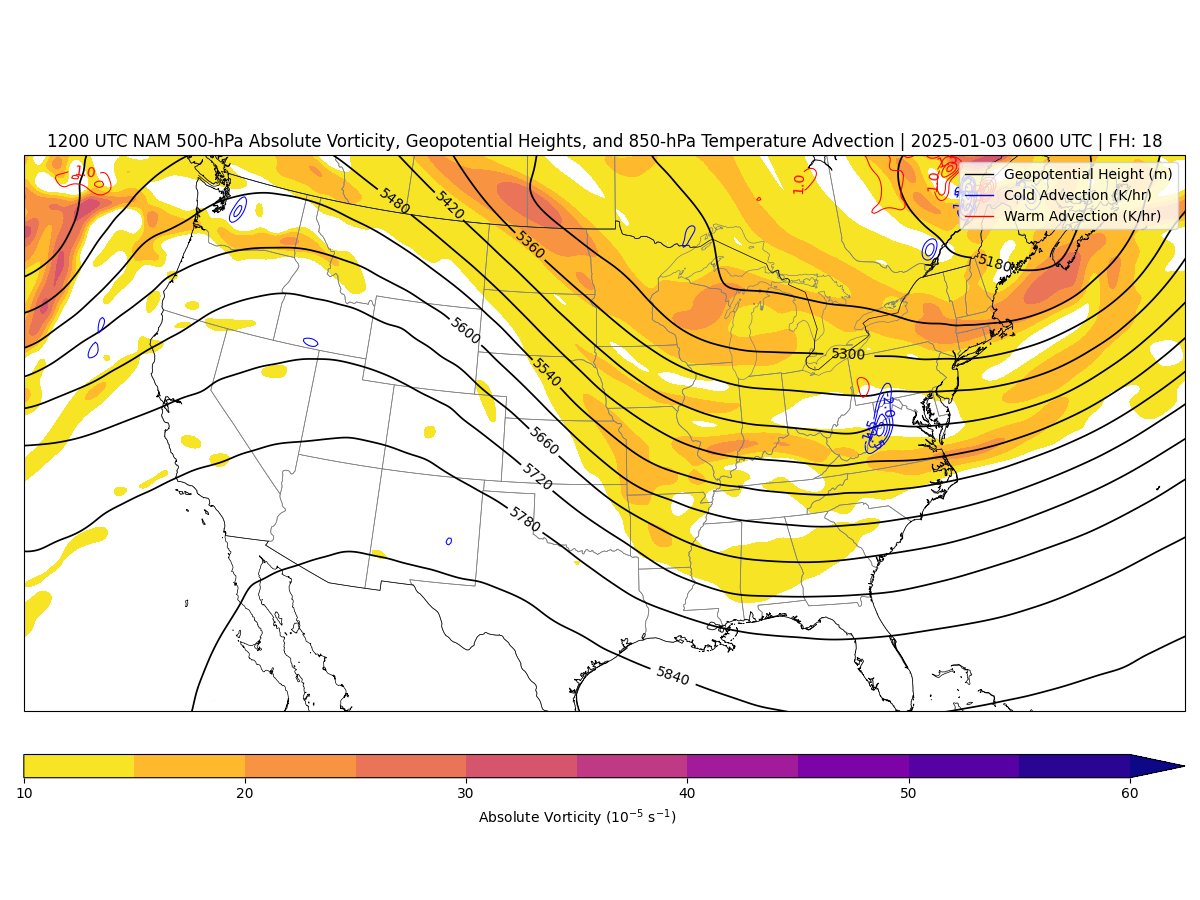 1200 UTC NAM 500-hPa Absolute Vorticity, Geopotential Heights, and 850-hPa Temperature Advection | 2025-01-03 0600 UTC | FH: 18
Geopotential Height (m)
Cold Advection (K/hr)
Warm Advection (K/hr)
1.0
1.0
1.0
5480
5420
5360
5180
5600
5540
5300
5660
5720
5780
5840
10 20 30 40 50 60
Absolute Vorticity (10⁻⁵ s⁻¹)